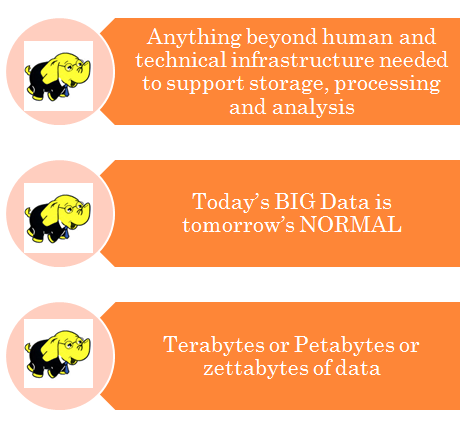 Anything beyond human and
technical infrastructure needed
to support storage, processing
and analysis
Today’s BIG Data is
tomorrow’s NORMAL
Terabytes or Petabytes or
zettabytes of data